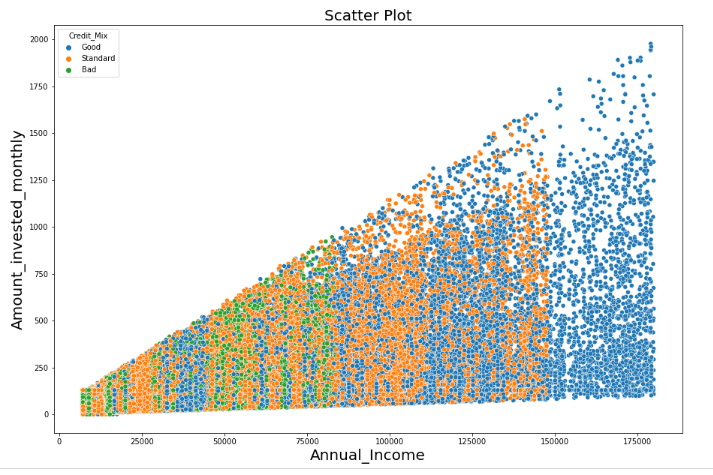 Scatter Plot
Credit_Mix
Good
Standard
Bad
Amount_invested_monthly
2000
1750
1500
1250
1000
750
500
250
0
0 25000 50000 75000 100000 125000 150000 175000
Annual_Income